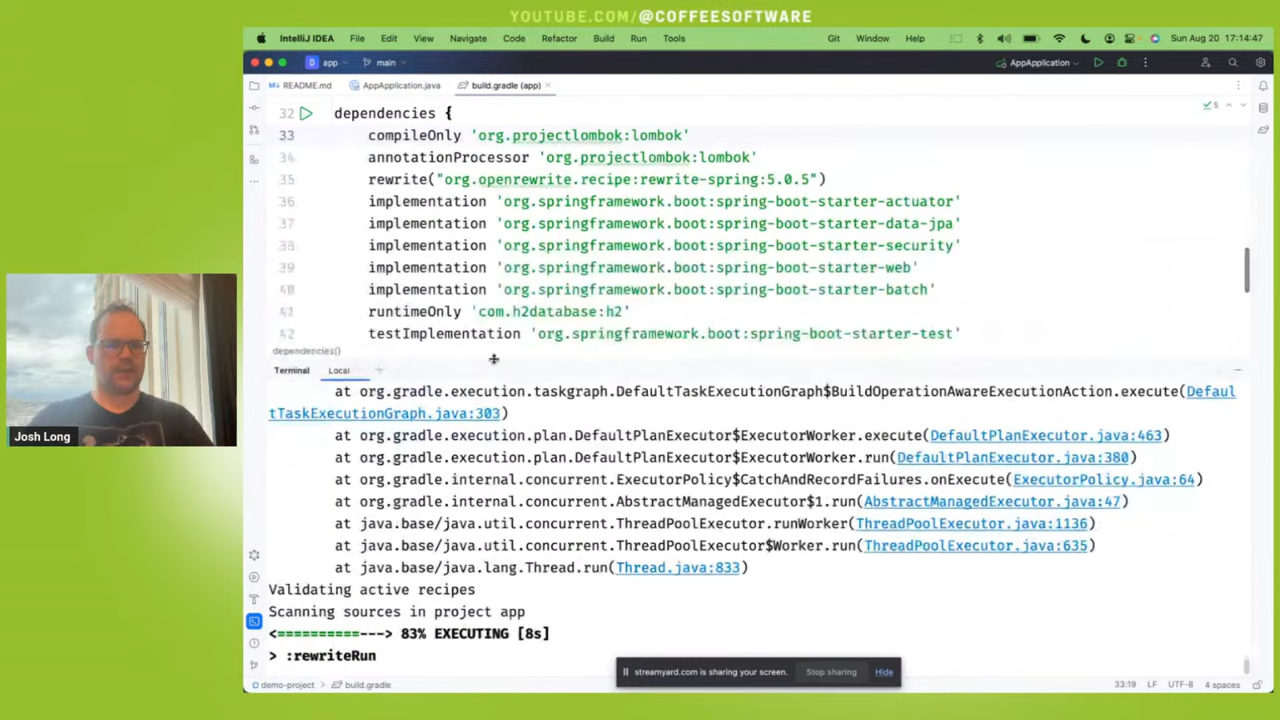 YOUTUBE.COM/@COFFEESOFTWARE
IntelliJ IDEA File Edit View Navigate Code Refactor Build Run Tools Git Window Help Sun Aug 20 17:14:47
D app main AppApplication
README.md AppApplication.java build.gradle (app)
32 dependencies {
5
33 compileOnly 'org.projectlombok:lombok'
34 annotationProcessor 'org.projectlombok:lombok'
35 rewrite("org.openrewrite.recipe:rewrite-spring:5.0.5")
36 implementation 'org.springframework.boot:spring-boot-starter-actuator'
37 implementation 'org.springframework.boot:spring-boot-starter-data-jpa'
38 implementation 'org.springframework.boot:spring-boot-starter-security'
39 implementation 'org.springframework.boot:spring-boot-starter-web'
40 implementation 'org.springframework.boot:spring-boot-starter-batch'
41 runtimeOnly 'com.h2database:h2'
42 testImplementation 'org.springframework.boot:spring-boot-starter-test'
dependencies()
Terminal Local
at org.gradle.execution.taskgraph.DefaultTaskExecutionGraph$BuildOperationAwareExecutionAction.execute(Defaul
tTaskExecutionGraph.java:303)
at org.gradle.execution.plan.DefaultPlanExecutor$ExecutorWorker.execute(DefaultPlanExecutor.java:463)
at org.gradle.execution.plan.DefaultPlanExecutor$ExecutorWorker.run(DefaultPlanExecutor.java:380)
at org.gradle.internal.concurrent.ExecutorPolicy$CatchAndRecordFailures.onExecute(ExecutorPolicy.java:64)
at org.gradle.internal.concurrent.AbstractManagedExecutor$1.run(AbstractManagedExecutor.java:47)
at java.base/java.util.concurrent.ThreadPoolExecutor.runWorker(ThreadPoolExecutor.java:1136)
at java.base/java.util.concurrent.ThreadPoolExecutor$Worker.run(ThreadPoolExecutor.java:635)
at java.base/java.lang.Thread.run(Thread.java:833)
Validating active recipes
Scanning sources in project app
<==========---> 83% EXECUTING [8s]
> :rewriteRun
streamyard.com is sharing your screen. Stop sharing Hide
demo-project > build.gradle 33:19 LF UTF-8 4 spaces
Josh Long